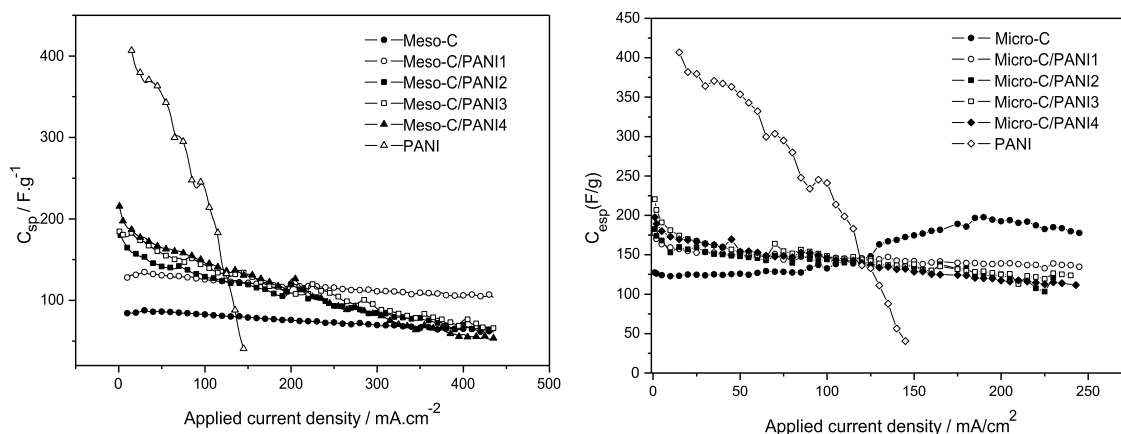 C_sp / F.g⁻¹
400
300
200
100
0
100
200
300
400
500
Applied current density / mA.cm⁻²
Meso-C
Meso-C/PANI1
Meso-C/PANI2
Meso-C/PANI3
Meso-C/PANI4
PANI
C_esp(F/g)
450
400
350
300
250
200
150
100
50
0
0
50
100
150
200
250
Applied current density / mA/cm²
Micro-C
Micro-C/PANI1
Micro-C/PANI2
Micro-C/PANI3
Micro-C/PANI4
PANI